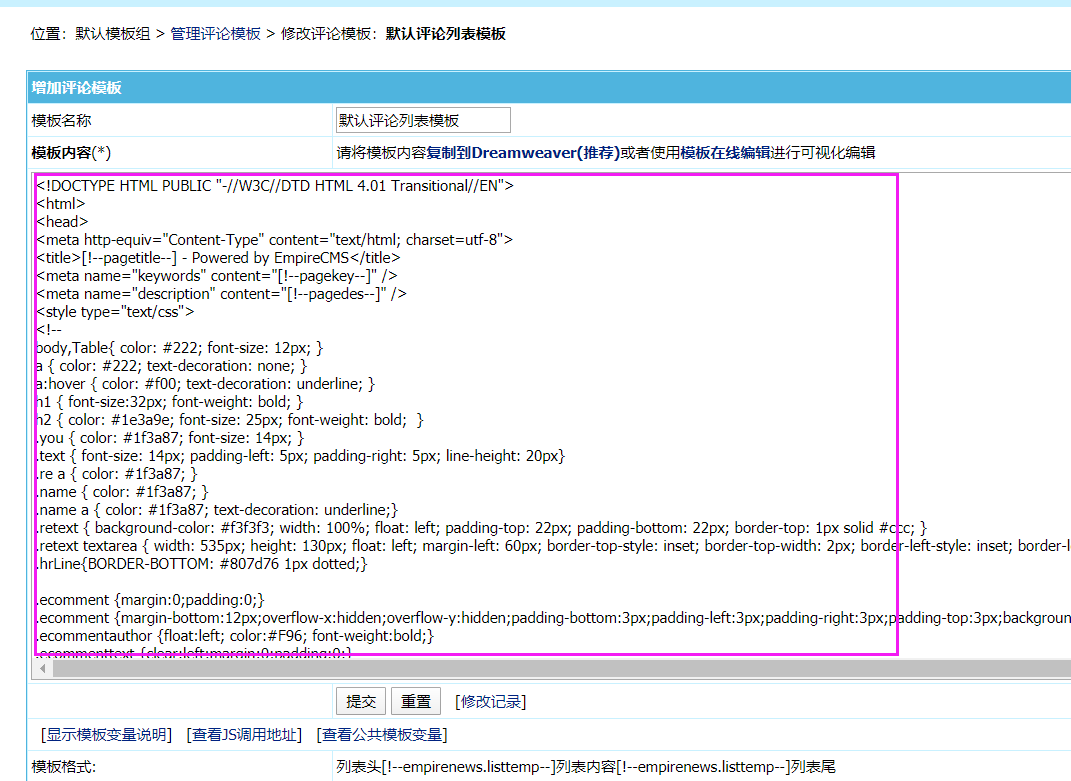 位置：默认模板组 > 管理评论模板 > 修改评论模板：默认评论列表模板
增加评论模板
模板名称
默认评论列表模板
模板内容(*)
请将模板内容复制到Dreamweaver(推荐)或者使用模板在线编辑进行可视化编辑
<!DOCTYPE HTML PUBLIC "-//W3C//DTD HTML 4.01 Transitional//EN">
<html>
<head>
<meta http-equiv="Content-Type" content="text/html; charset=utf-8">
<title>[!--pagetitle--] - Powered by EmpireCMS</title>
<meta name="keywords" content="[!--pagekey--]" />
<meta name="description" content="[!--pagedes--]" />
<style type="text/css">
<!--
body,Table{ color: #222; font-size: 12px; }
a { color: #222; text-decoration: none; }
a:hover { color: #f00; text-decoration: underline; }
h1 { font-size:32px; font-weight: bold; }
h2 { color: #1e3a9e; font-size: 25px; font-weight: bold;  }
.you { color: #1f3a87; font-size: 14px; }
.text { font-size: 14px; padding-left: 5px; padding-right: 5px; line-height: 20px}
.re a { color: #1f3a87; }
.name { color: #1f3a87; }
.name a { color: #1f3a87; text-decoration: underline;}
.retext { background-color: #f3f3f3; width: 100%; float: left; padding-top: 22px; padding-bottom: 22px; border-top: 1px solid #ccc; }
.retext textarea { width: 535px; height: 130px; float: left; margin-left: 60px; border-top-style: inset; border-top-width: 2px; border-left-style: inset; border-l
.hrLine{BORDER-BOTTOM: #807d76 1px dotted;}
.ecomment {margin:0;padding:0;}
.ecomment {margin-bottom:12px;overflow-x:hidden;overflow-y:hidden;padding-bottom:3px;padding-left:3px;padding-right:3px;padding-top:3px;backgroun
.ecommentauthor {float:left; color:#F96; font-weight:bold;}
.ecommenttext {clear:left;margin:0;padding:0;}
提交 重置 [修改记录]
[显示模板变量说明] [查看JS调用地址] [查看公共模板变量]
模板格式:
列表头[!--empirenews.listtemp--]列表内容[!--empirenews.listtemp--]列表尾